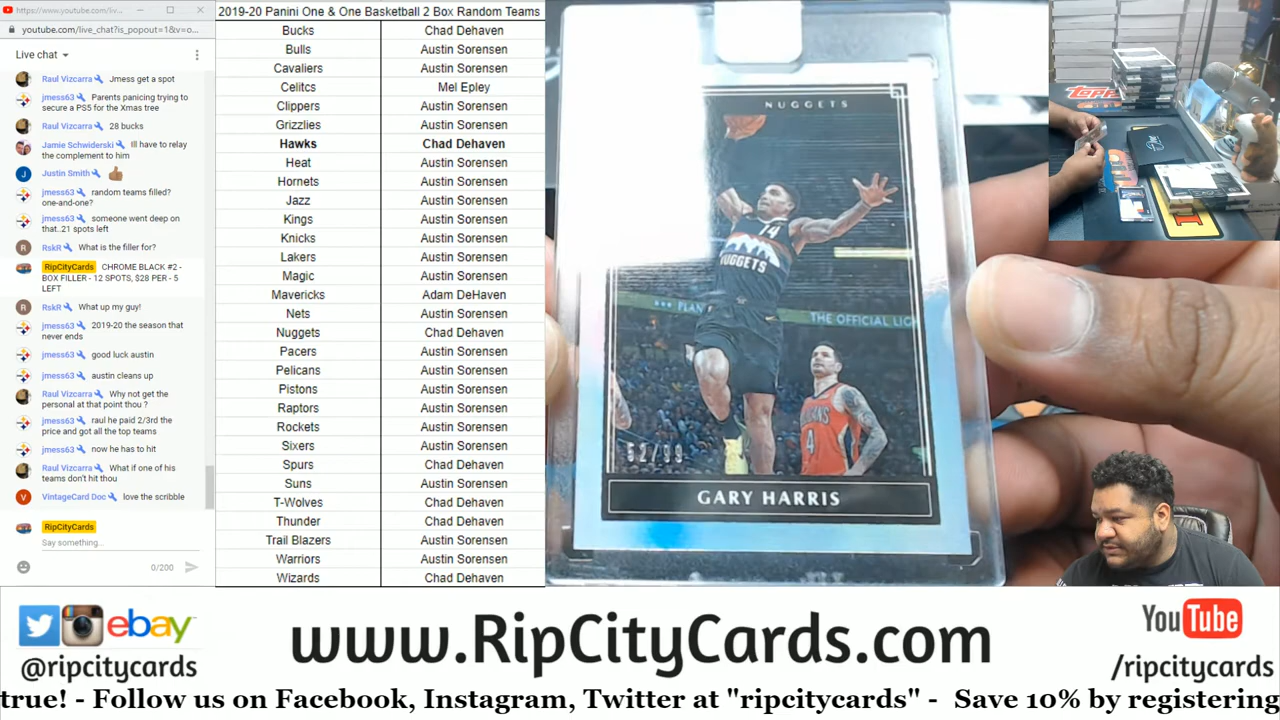 https://www.youtube.com/liv...
youtube.com/live_chat?is_popout=1&v=o...
Live chat
Raul Vizcarra Jmess get a spot
jmess63 Parents panicing trying to
secure a PS5 for the Xmas tree
Raul Vizcarra 28 bucks
Jamie Schwiderski Ill have to relay
the complement to him
J Justin Smith
jmess63 random teams filled?
one-and-one?
jmess63 someone went deep on
that..21 spots left
R RskR What is the filler for?
RipCityCards CHROME BLACK #2 -
BOX FILLER - 12 SPOTS, $28 PER - 5
LEFT
R RskR What up my guy!
jmess63 2019-20 the season that
never ends
jmess63 good luck austin
jmess63 austin cleans up
Raul Vizcarra Why not get the
personal at that point thou ?
jmess63 raul he paid 2/3rd the
price and got all the top teams
jmess63 now he has to hit
Raul Vizcarra What if one of his
teams don't hit thou
V VintageCard Doc love the scribble
RipCityCards
Say something...
0/200
2019-20 Panini One & One Basketball 2 Box Random Teams
Bucks Chad Dehaven
Bulls Austin Sorensen
Cavaliers Austin Sorensen
Celitcs Mel Epley
Clippers Austin Sorensen
Grizzlies Austin Sorensen
Hawks Chad Dehaven
Heat Austin Sorensen
Hornets Austin Sorensen
Jazz Austin Sorensen
Kings Austin Sorensen
Knicks Austin Sorensen
Lakers Austin Sorensen
Magic Austin Sorensen
Mavericks Adam DeHaven
Nets Austin Sorensen
Nuggets Chad Dehaven
Pacers Austin Sorensen
Pelicans Austin Sorensen
Pistons Austin Sorensen
Raptors Austin Sorensen
Rockets Austin Sorensen
Sixers Austin Sorensen
Spurs Chad Dehaven
Suns Austin Sorensen
T-Wolves Chad Dehaven
Thunder Chad Dehaven
Trail Blazers Austin Sorensen
Warriors Austin Sorensen
Wizards Chad Dehaven
NUGGETS
14
NUGGETS
PLAN
THE OFFICIAL LIG
4
52/99
GARY HARRIS
TOPPS
ebay
@ripcitycards
www.RipCityCards.com
YouTube
/ripcitycards
true! - Follow us on Facebook, Instagram, Twitter at "ripcitycards" - Save 10% by registering